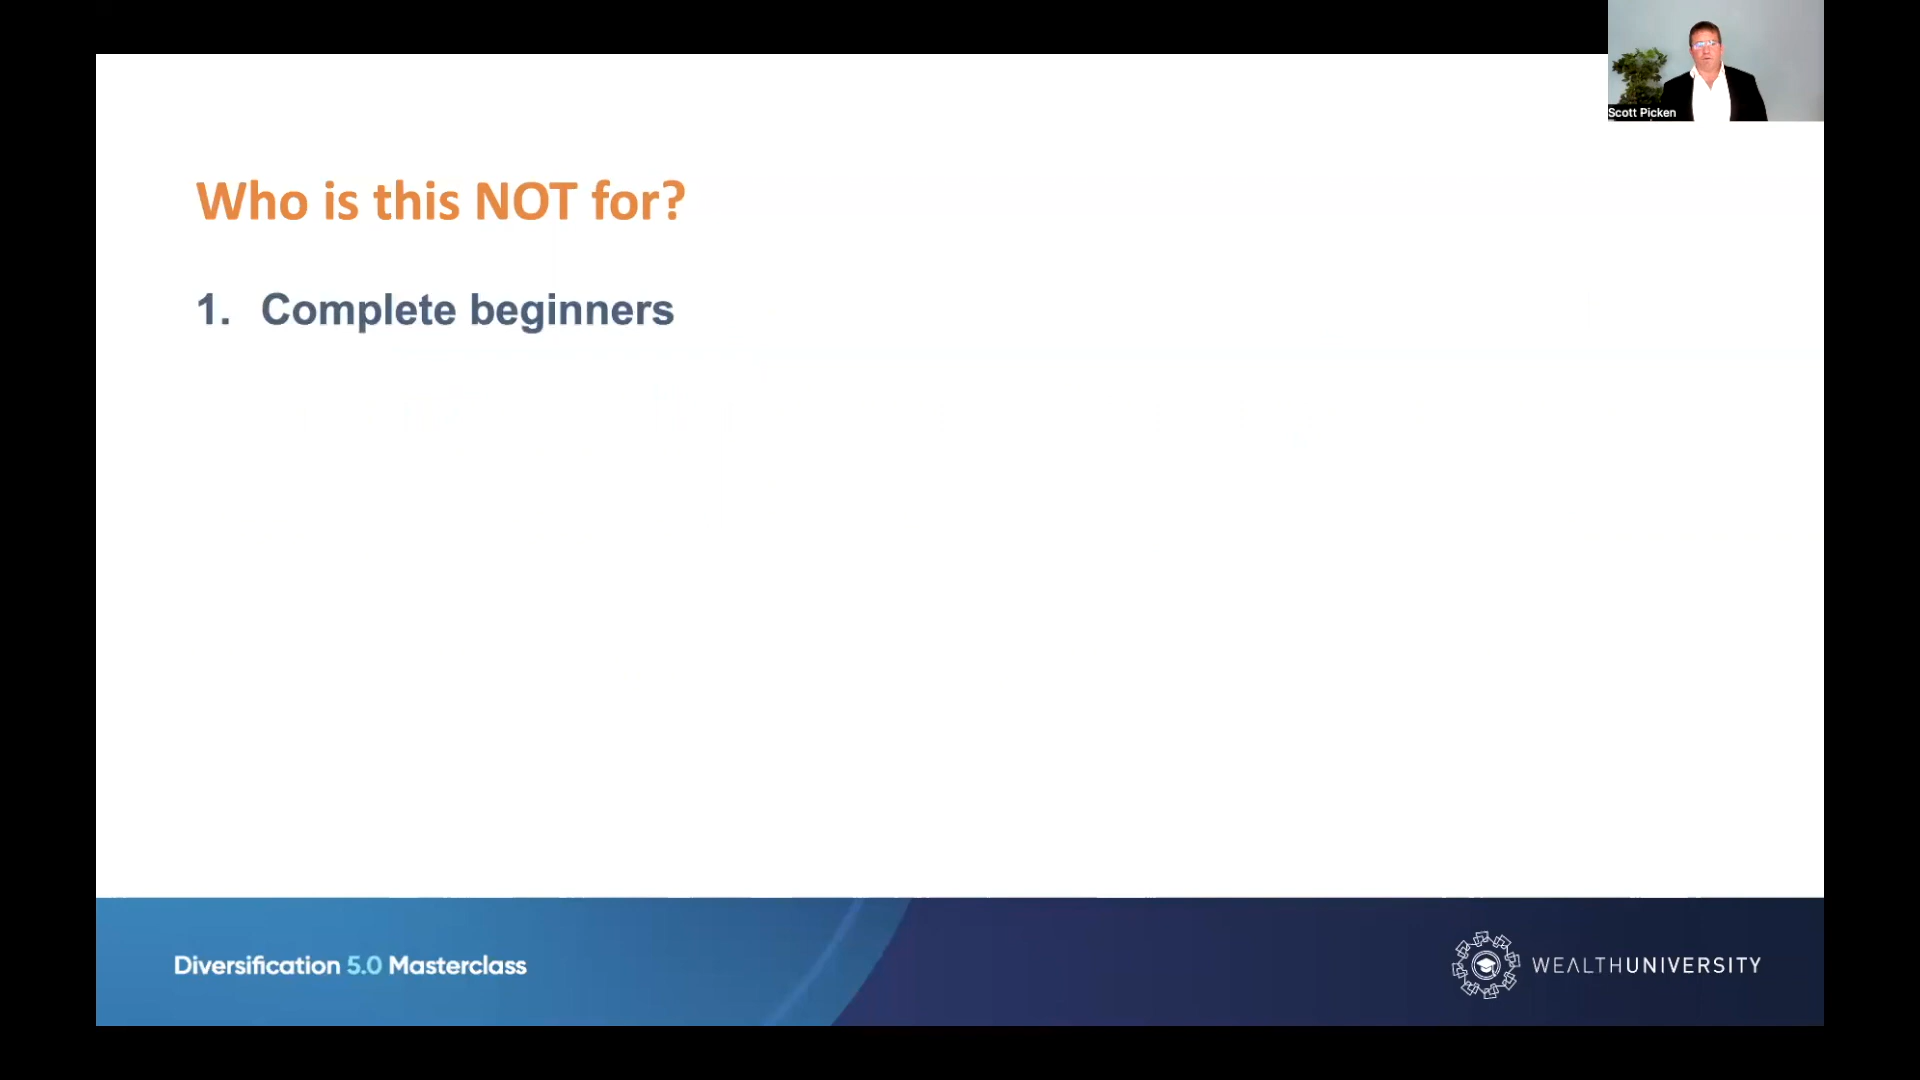 Scott Picken
Who is this NOT for?
1. Complete beginners
Diversification 5.0 Masterclass
WEALTHUNIVERSITY